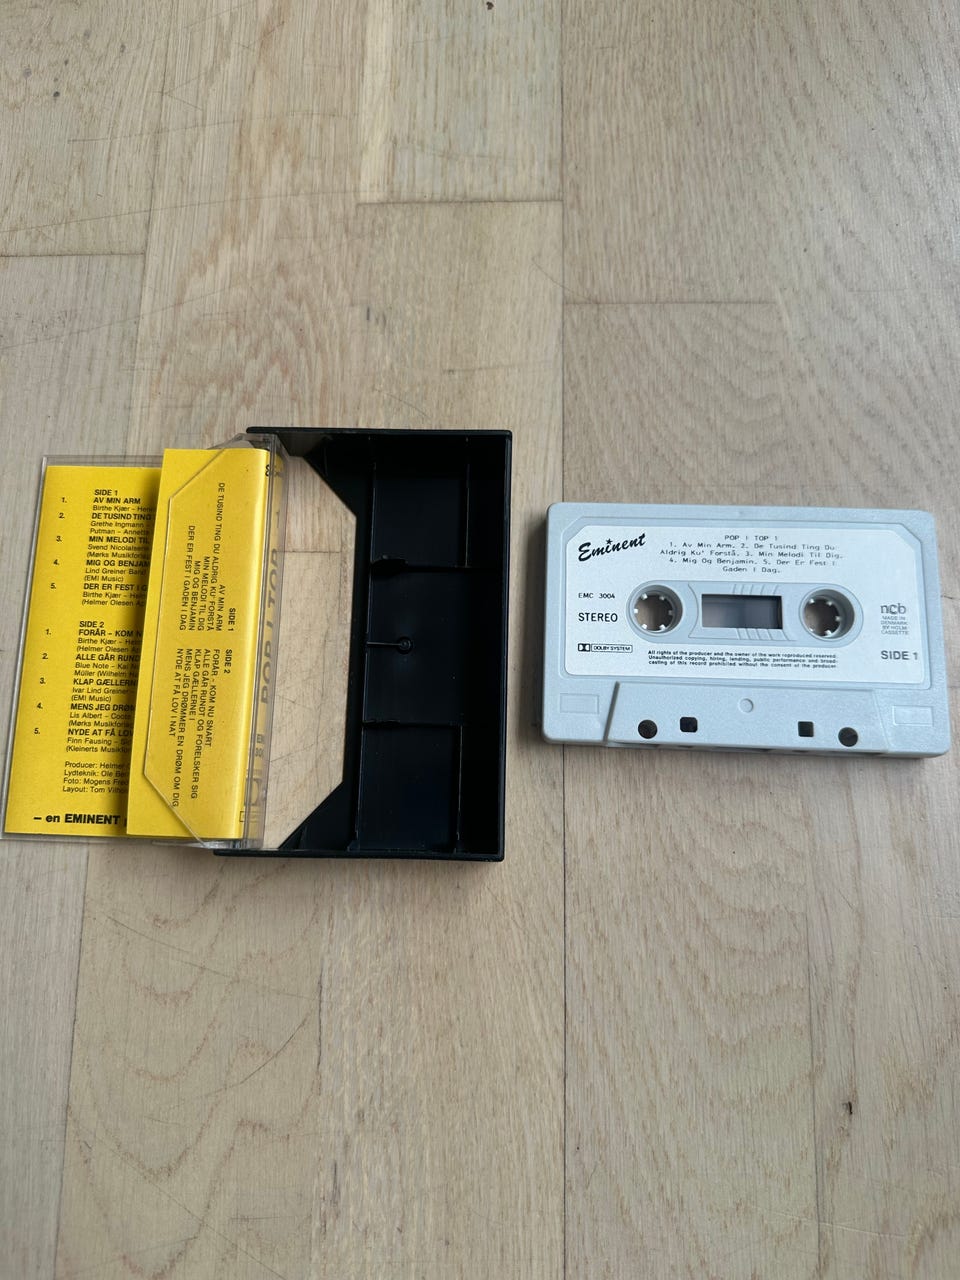 SIDE 1
1. AV MIN ARM
Birthe Kjær –
2. DE TUSIND TING
Grethe Ingmann
Putman –
3. MIN MELODI TIL
Svend Nicolaisen
(Mørks Musikforlag
4. MIG OG BENJAMIN
Lind Greiner Band
(EMI Music)
5. DER ER FEST I G
Birthe Kjær –
(Helmer Olesen
SIDE 2
1. FORÅR – KOM N
Birthe Kjær –
(Helmer Olesen
2. ALLE GÅR RUND
Blue Note –
Müller (Wilhelm
3. KLAP GÆLLERN
Ivar Lind Greiner –
(EMI Music)
4. MENS JEG DRØM
Lis Albert –
(Mørks Musikforlag
5. NYDE AT FÅ LOV
Finn Fausing –
(Kleinerts Musikfor
Producer: Helmer
Lydteknik: Ole
Foto: Mogens
Layout: Tom
– en EMINENT
SIDE 1
AV MIN ARM
DE TUSIND TING DU ALDRIG KU' FORSTÅ
MIN MELODI TIL DIG
MIG OG BENJAMIN
DER ER FEST I GADEN I DAG
SIDE 2
FORÅR – KOM NU SNART
ALLE GÅR RUNDT OG FORELSKER SIG
KLAP GÆLLERNE I
MENS JEG DRØMMER EN DRØM OM DIG
NYDE AT FÅ LOV I NAT
POP I TOP
Eminent
POP I TOP 1
1. Av Min Arm. 2. De Tusind Ting Du
Aldrig Ku' Forstå. 3. Min Melodi Til Dig.
4. Mig Og Benjamin. 5. Der Er Fest I
Gaden I Dag.
EMC 3004
STEREO
DOLBY SYSTEM
All rights of the producer and the owner of the work reproduced reserved.
Unauthorized copying, hiring, lending, public performance and broad-
casting of this record prohibited without the consent of the producer.
ncb
MADE IN
DENMARK
BY HOLM
CASSETTE
SIDE 1